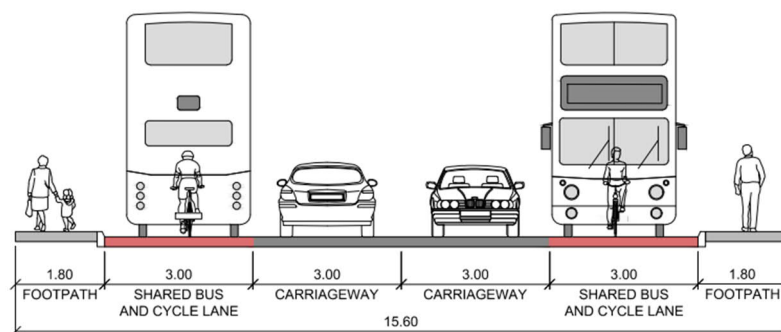 1.80 3.00 3.00 3.00 3.00 1.80
FOOTPATH SHARED BUS CARRIAGEWAY CARRIAGEWAY SHARED BUS FOOTPATH
AND CYCLE LANE AND CYCLE LANE
15.60